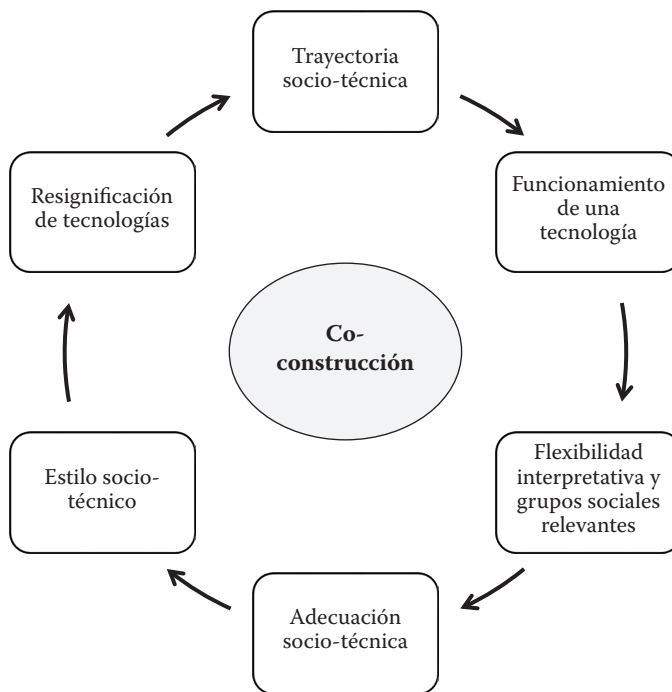 Trayectoria
socio-técnica
Funcionamiento
de una
tecnología
Flexibilidad
interpretativa y
grupos sociales
relevantes
Adecuación
socio-técnica
Estilo socio-
técnico
Resignificación
de tecnologías
Co-
construcción